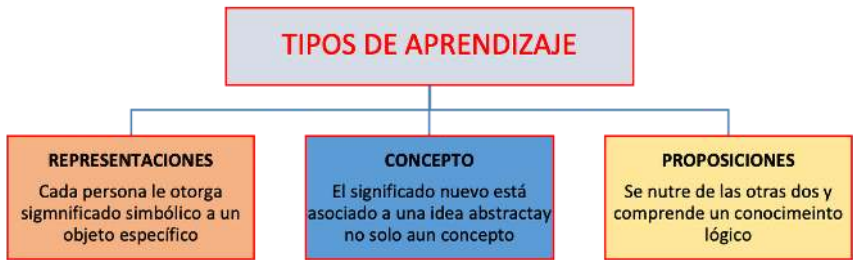 TIPOS DE APRENDIZAJE
REPRESENTACIONES
Cada persona le otorga
sigmnificado simbólico a un
objeto específico
CONCEPTO
El significado nuevo está
asociado a una idea abstractay
no solo aun concepto
PROPOSICIONES
Se nutre de las otras dos y
comprende un conocimeinto
lógico